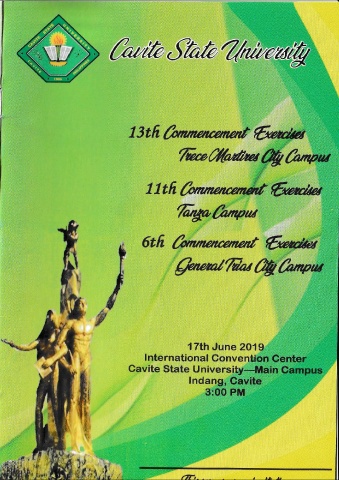 Cavite State University
13th Commencement Exercises
Trece Martires City Campus
11th Commencement Exercises
Tanza Campus
6th Commencement Exercises
General Trias City Campus
17th June 2019
International Convention Center
Cavite State University—Main Campus
Indang, Cavite
3:00 PM